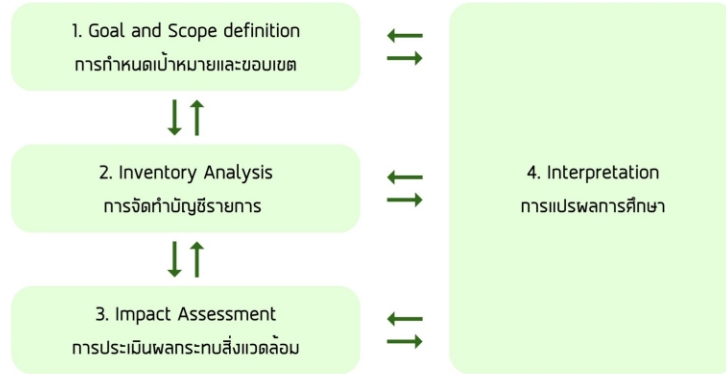 1. Goal and Scope definition
การกำหนดเป้าหมายและขอบเขต
2. Inventory Analysis
การจัดทำบัญชีรายการ
3. Impact Assessment
การประเมินผลกระทบสิ่งแวดล้อม
4. Interpretation
การแปรผลการศึกษา